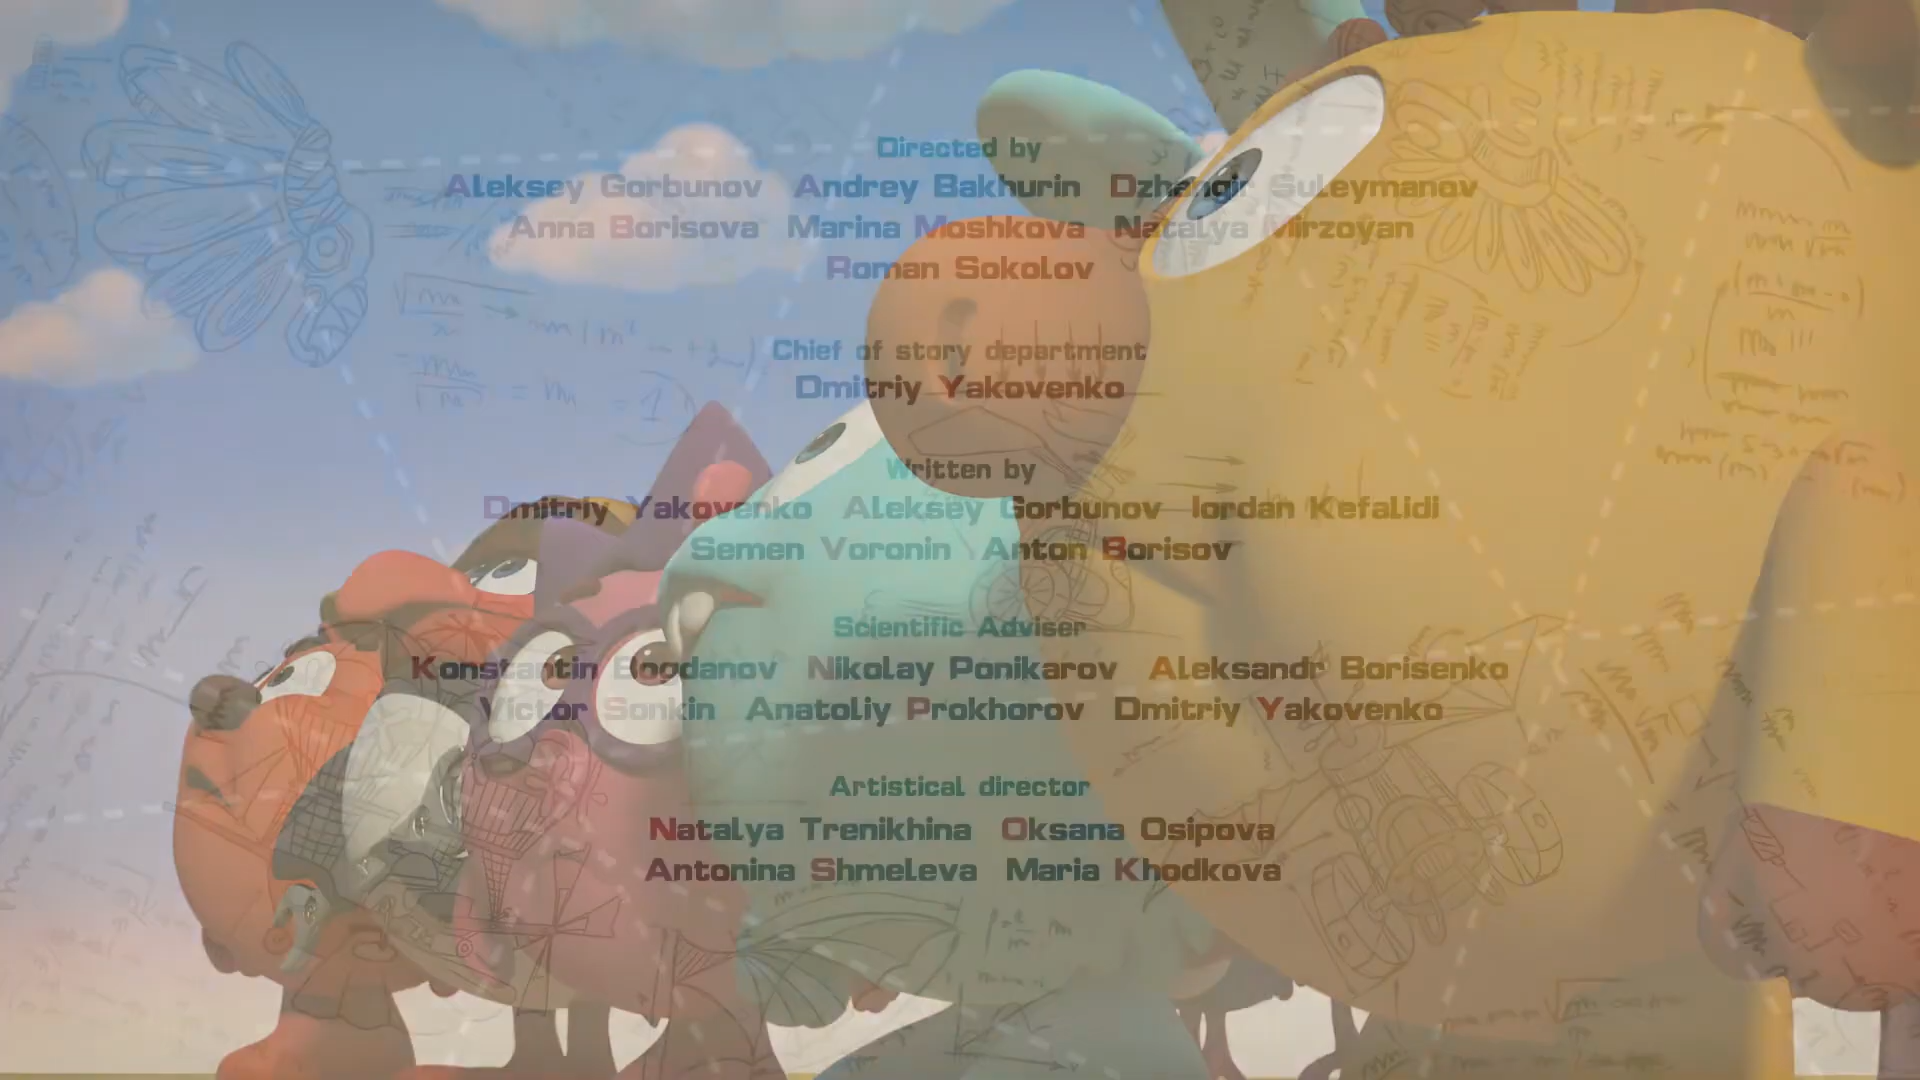 Directed by
Aleksey Gorbunov Andrey Bakhurin Dzhangir Suleymanov
Anna Borisova Marina Moshkova Natalya Mirzoyan
Roman Sokolov
Chief of story department
Dmitriy Yakovenko
Written by
Dmitriy Yakovenko Aleksey Gorbunov Iordan Kefalidi
Semen Voronin Anton Borisov
Scientific Adviser
Konstantin Bogdanov Nikolay Ponikarov Aleksandr Borisenko
Victor Sonkin Anatoliy Prokhorov Dmitriy Yakovenko
Artistical director
Natalya Trenikhina Oksana Osipova
Antonina Shmeleva Maria Khodkova